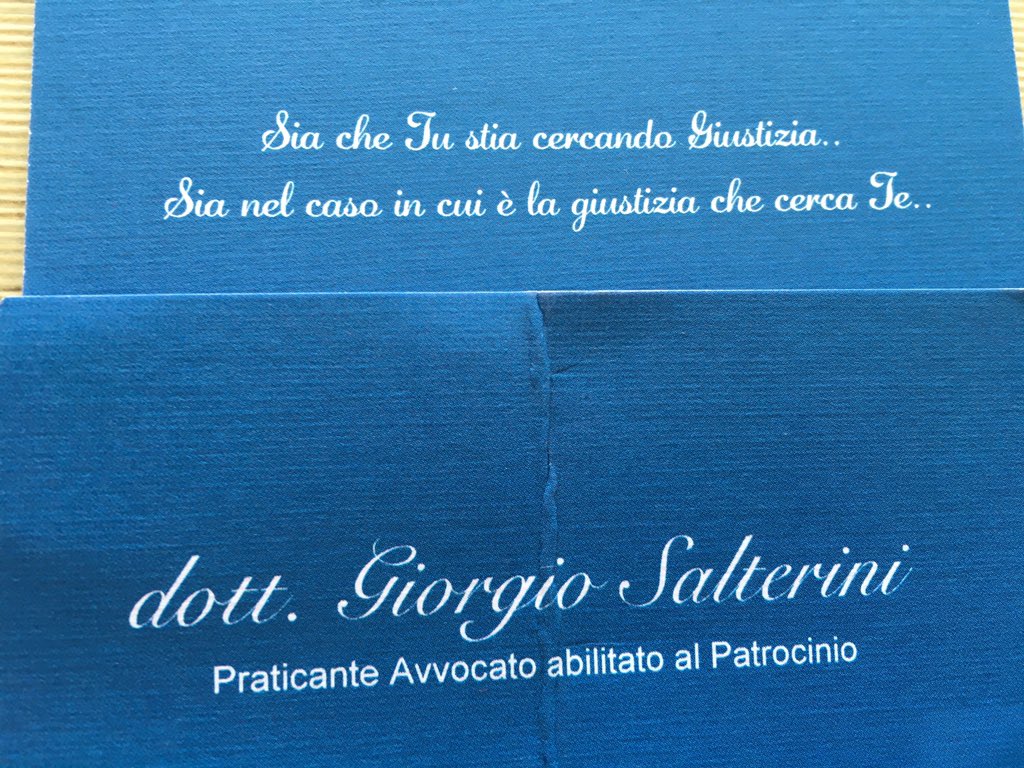 Sia che Tu stia cercando Giustizia..
Sia nel caso in cui è la giustizia che cerca Te..
dott. Giorgio Salterini
Praticante Avvocato abilitato al Patrocinio